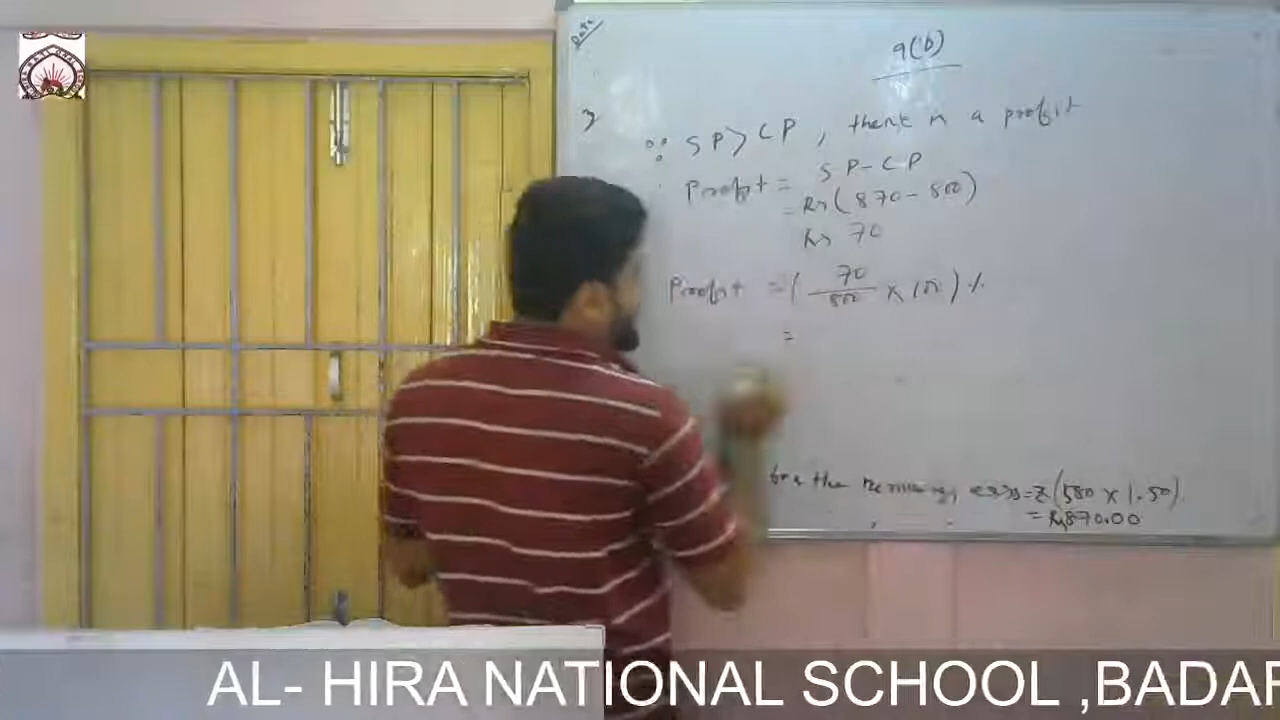 Date
9(b)
3
∵ SP > CP, there is a profit
Profit = SP - CP
= Rs (870 - 800)
Rs 70
Profit = ( 70/800 × 100 ) %
=
for the remaining eggs = ₹ (580 × 1.50)
= Rs 870.00
AL- HIRA NATIONAL SCHOOL ,BADAR